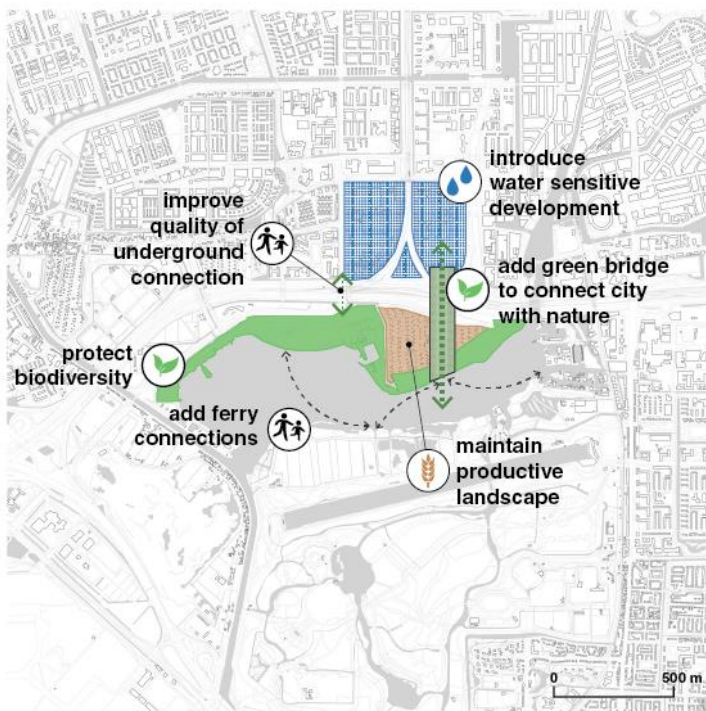 introduce
water sensitive
development
improve
quality of
underground
connection
add green bridge
to connect city
with nature
protect
biodiversity
add ferry
connections
maintain
productive
landscape
0 500 m